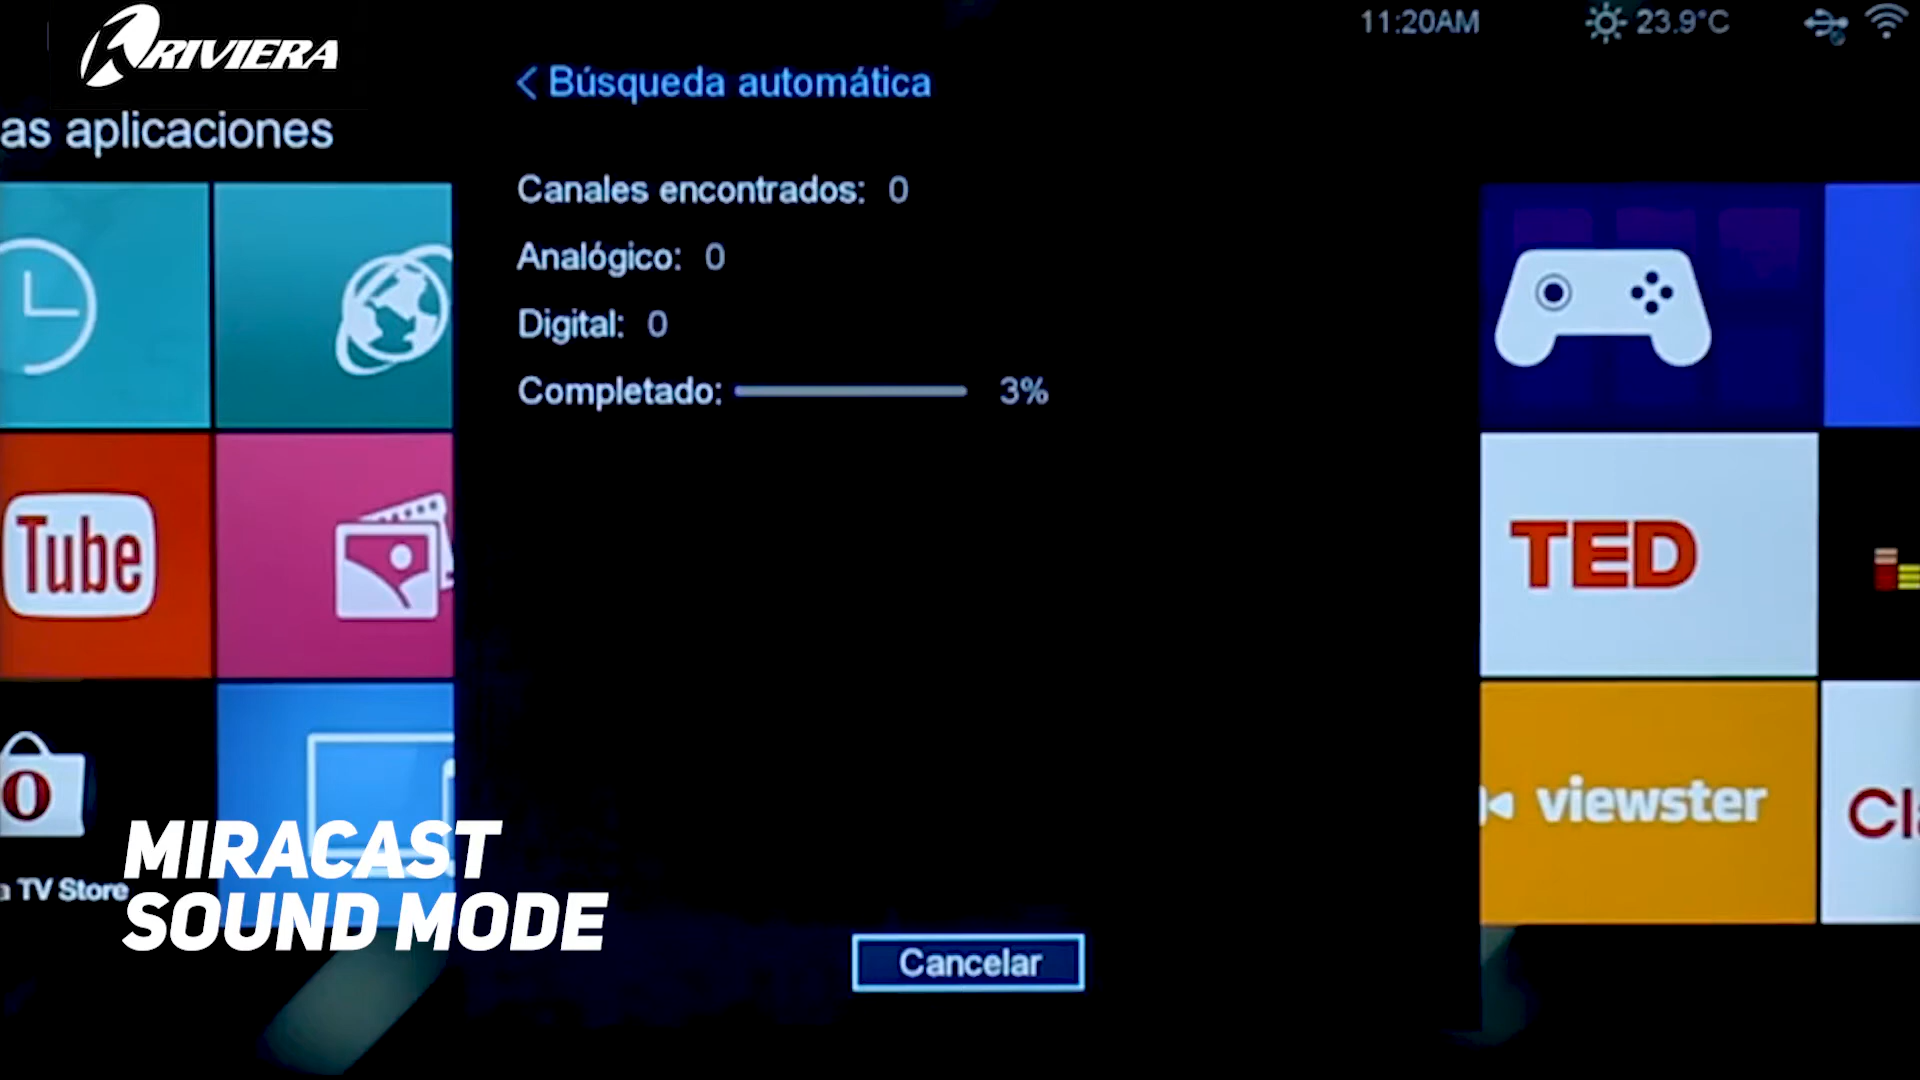 RIVIERA
11:20AM
23.9°C
Búsqueda automática
as aplicaciones
Canales encontrados: 0
Analógico: 0
Digital: 0
Completado: 3%
Tube
TED
viewster
Cl
O
a TV Store
MIRACAST
SOUND MODE
Cancelar